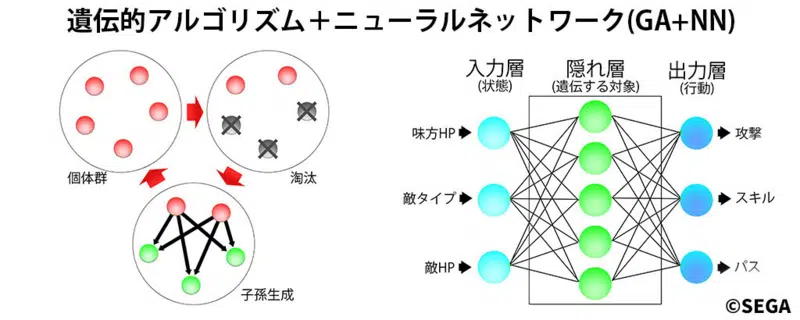 遺伝的アルゴリズム＋ニューラルネットワーク(GA+NN)
個体群
淘汰
子孫生成
入力層
(状態)
隠れ層
(遺伝する対象)
出力層
(行動)
味方HP
敵タイプ
敵HP
攻撃
スキル
パス
©SEGA